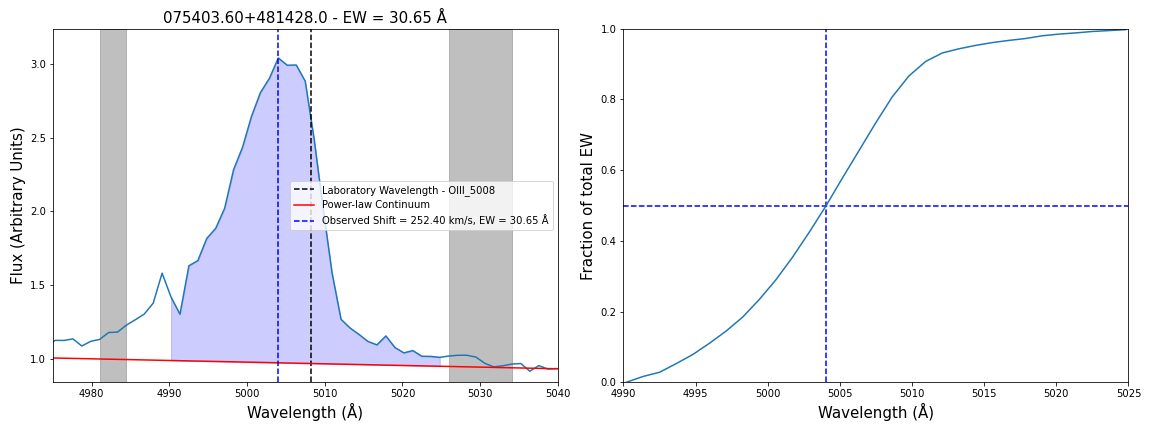 075403.60+481428.0 - EW = 30.65 Å
Flux (Arbitrary Units)
3.0
2.5
2.0
1.5
1.0
Laboratory Wavelength - OIII_5008
Power-law Continuum
Observed Shift = 252.40 km/s, EW = 30.65 Å
4980 4990 5000 5010 5020 5030 5040
Wavelength (Å)
Fraction of total EW
1.0
0.8
0.6
0.4
0.2
0.0
4990 4995 5000 5005 5010 5015 5020 5025
Wavelength (Å)